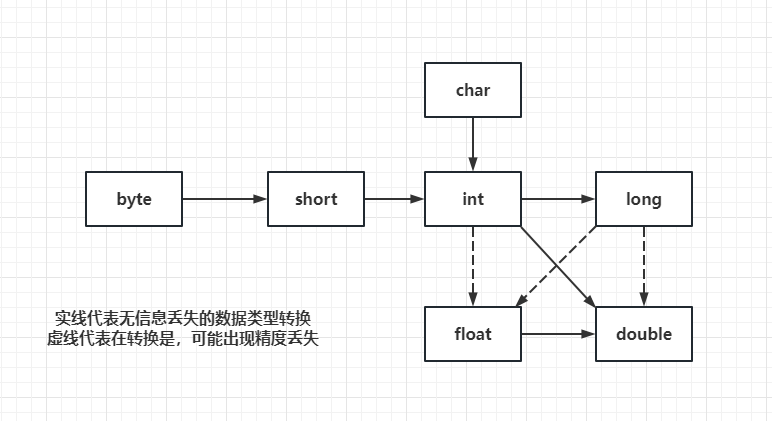 char
byte
short
int
long
float
double
实线代表无信息丢失的数据类型转换
虚线代表在转换是，可能出现精度丢失